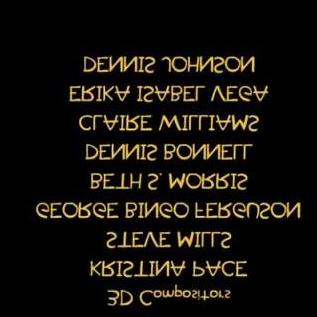 3D Compositors
KRISTINA PACE
STEVE WILLS
GEORGE BINGO FERGUSON
BETH S. MORRIS
DENNIS BONNELL
CLAIRE WILLIAMS
ERIKA ISABEL VEGA
DENNIS JOHNSON